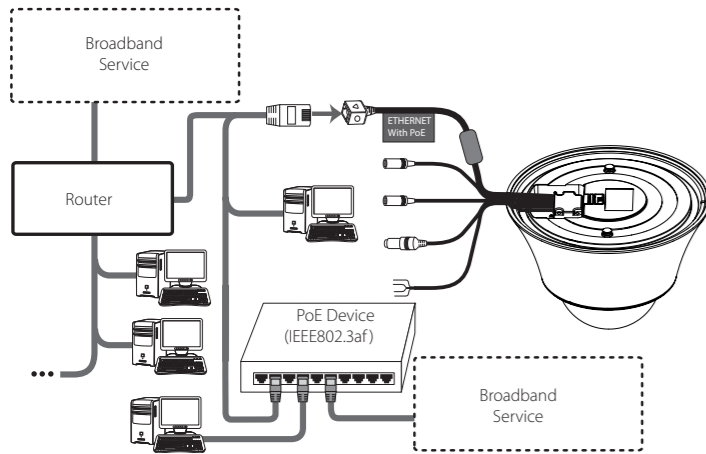 Broadband
Service
ETHERNET
With PoE
Router
PoE Device
(IEEE802.3af)
Broadband
Service